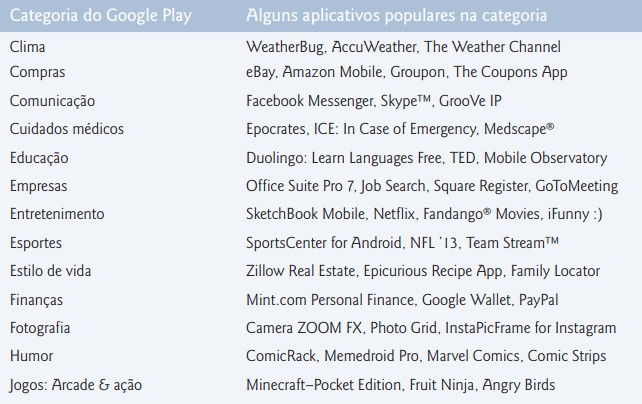 Categoria do Google Play Alguns aplicativos populares na categoria
Clima WeatherBug, AccuWeather, The Weather Channel
Compras eBay, Amazon Mobile, Groupon, The Coupons App
Comunicação Facebook Messenger, Skype™, GrooVe IP
Cuidados médicos Epocrates, ICE: In Case of Emergency, Medscape®
Educação Duolingo: Learn Languages Free, TED, Mobile Observatory
Empresas Office Suite Pro 7, Job Search, Square Register, GoToMeeting
Entretenimento SketchBook Mobile, Netflix, Fandango® Movies, iFunny :)
Esportes SportsCenter for Android, NFL ’13, Team Stream™
Estilo de vida Zillow Real Estate, Epicurious Recipe App, Family Locator
Finanças Mint.com Personal Finance, Google Wallet, PayPal
Fotografia Camera ZOOM FX, Photo Grid, InstaPicFrame for Instagram
Humor ComicRack, Memedroid Pro, Marvel Comics, Comic Strips
Jogos: Arcade & ação Minecraft–Pocket Edition, Fruit Ninja, Angry Birds